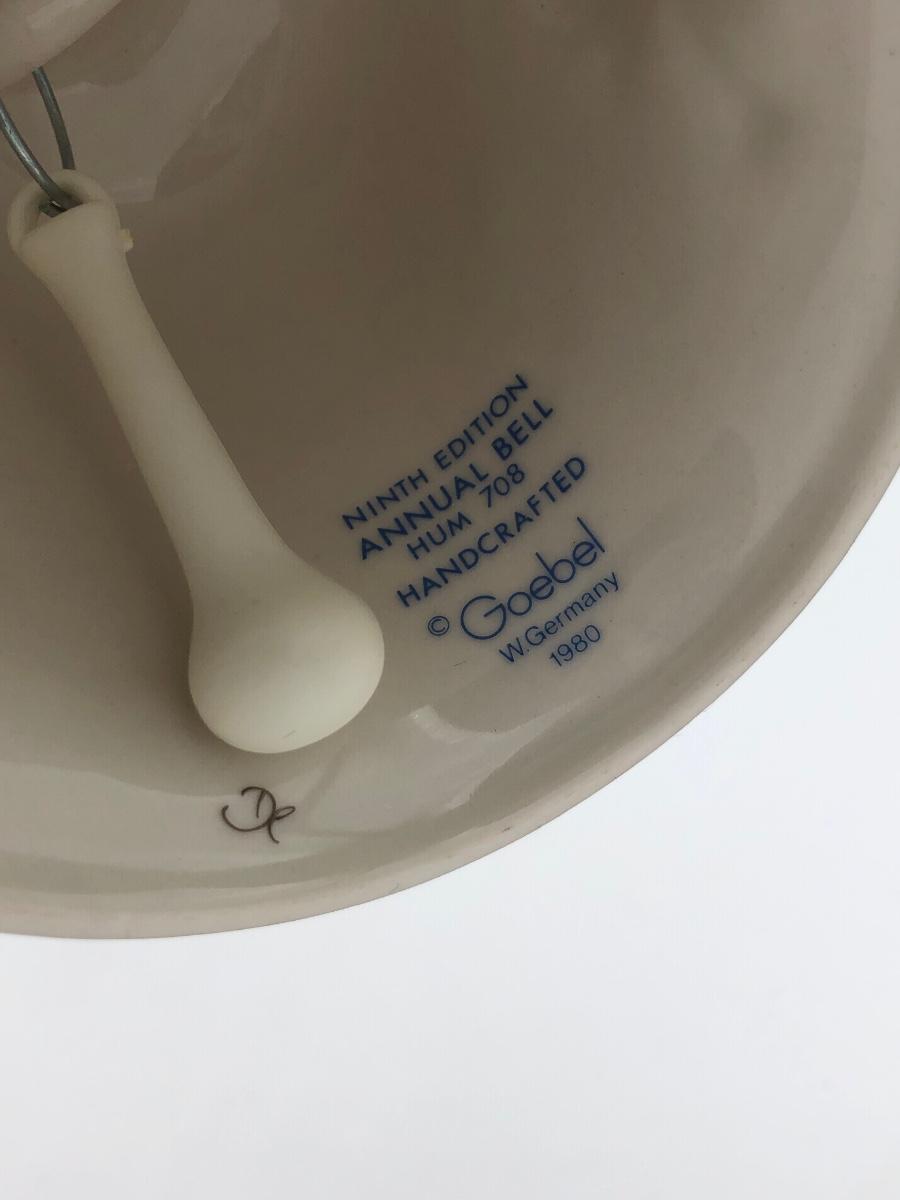 NINTH EDITION
ANNUAL BELL
HUM 708
HANDCRAFTED
© Goebel
W. Germany
1980